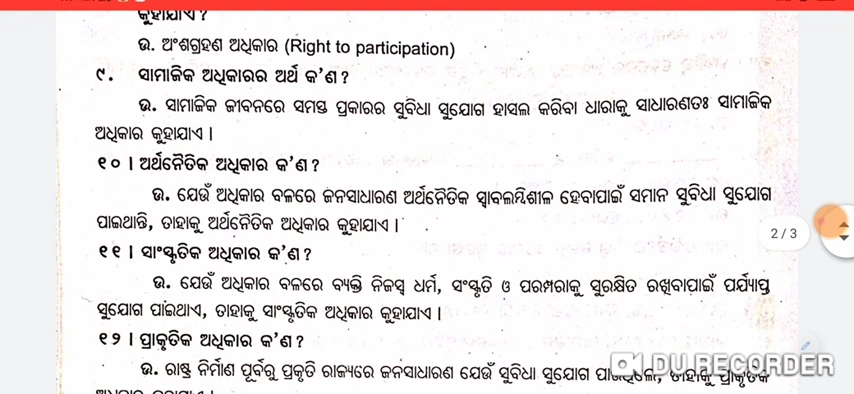 କୁହାଯାଏ ?
ଉ. ଅଂଶଗ୍ରହଣ ଅଧିକାର (Right to participation)
୯. ସାମାଜିକ ଅଧିକାରର ଅର୍ଥ କ'ଣ ?
ଉ. ସାମାଜିକ ଜୀବନରେ ସମସ୍ତ ପ୍ରକାରର ସୁବିଧା ସୁଯୋଗ ହାସଲ କରିବା ଧାରାକୁ ସାଧାରଣତଃ ସାମାଜିକ
ଅଧିକାର କୁହାଯାଏ ।
୧୦ । ଅର୍ଥନୈତିକ ଅଧିକାର କ'ଣ ?
ଉ. ଯେଉଁ ଅଧିକାର ବଳରେ ଜନସାଧାରଣ ଅର୍ଥନୈତିକ ସ୍ୱାବଲମ୍ବିଶୀଳ ହେବାପାଇଁ ସମାନ ସୁବିଧା ସୁଯୋଗ
ପାଇଥାନ୍ତି, ତାହାକୁ ଅର୍ଥନୈତିକ ଅଧିକାର କୁହାଯାଏ ।
2 / 3
୧୧ । ସାଂସ୍କୃତିକ ଅଧିକାର କ'ଣ ?
ଉ. ଯେଉଁ ଅଧିକାର ବଳରେ ବ୍ୟକ୍ତି ନିଜସ୍ୱ ଧର୍ମ, ସଂସ୍କୃତି ଓ ପରମ୍ପରାକୁ ସୁରକ୍ଷିତ ରଖିବାପାଇଁ ପର୍ଯ୍ୟାପ୍ତ
ସୁଯୋଗ ପାଇଥାଏ, ତାହାକୁ ସାଂସ୍କୃତିକ ଅଧିକାର କୁହାଯାଏ ।
୧୨ । ପ୍ରାକୃତିକ ଅଧିକାର କ'ଣ ?
DU RECORDER
ଉ. ରାଷ୍ଟ୍ର ନିର୍ମାଣ ପୂର୍ବରୁ ପ୍ରକୃତି ରାଜ୍ୟରେ ଜନସାଧାରଣ ଯେଉଁ ସୁବିଧା ସୁଯୋଗ ପାଉଥିଲେ, ତାହାକୁ ପ୍ରାକୃତିକ